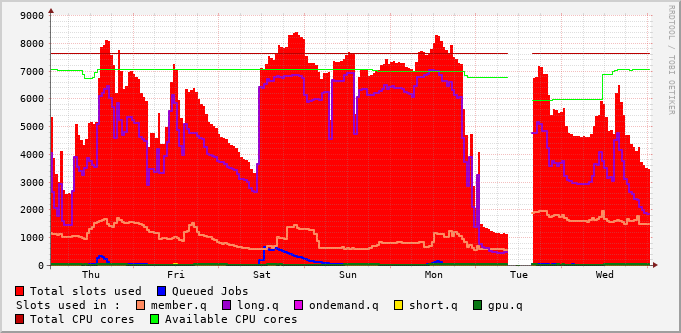 9000
8000
7000
6000
5000
4000
3000
2000
1000
0
Thu Fri Sat Sun Mon Tue Wed
Total slots used Queued Jobs
Slots used in : member.q long.q ondemand.q short.q gpu.q
Total CPU cores Available CPU cores
RRDTOOL / TOBI OETIKER